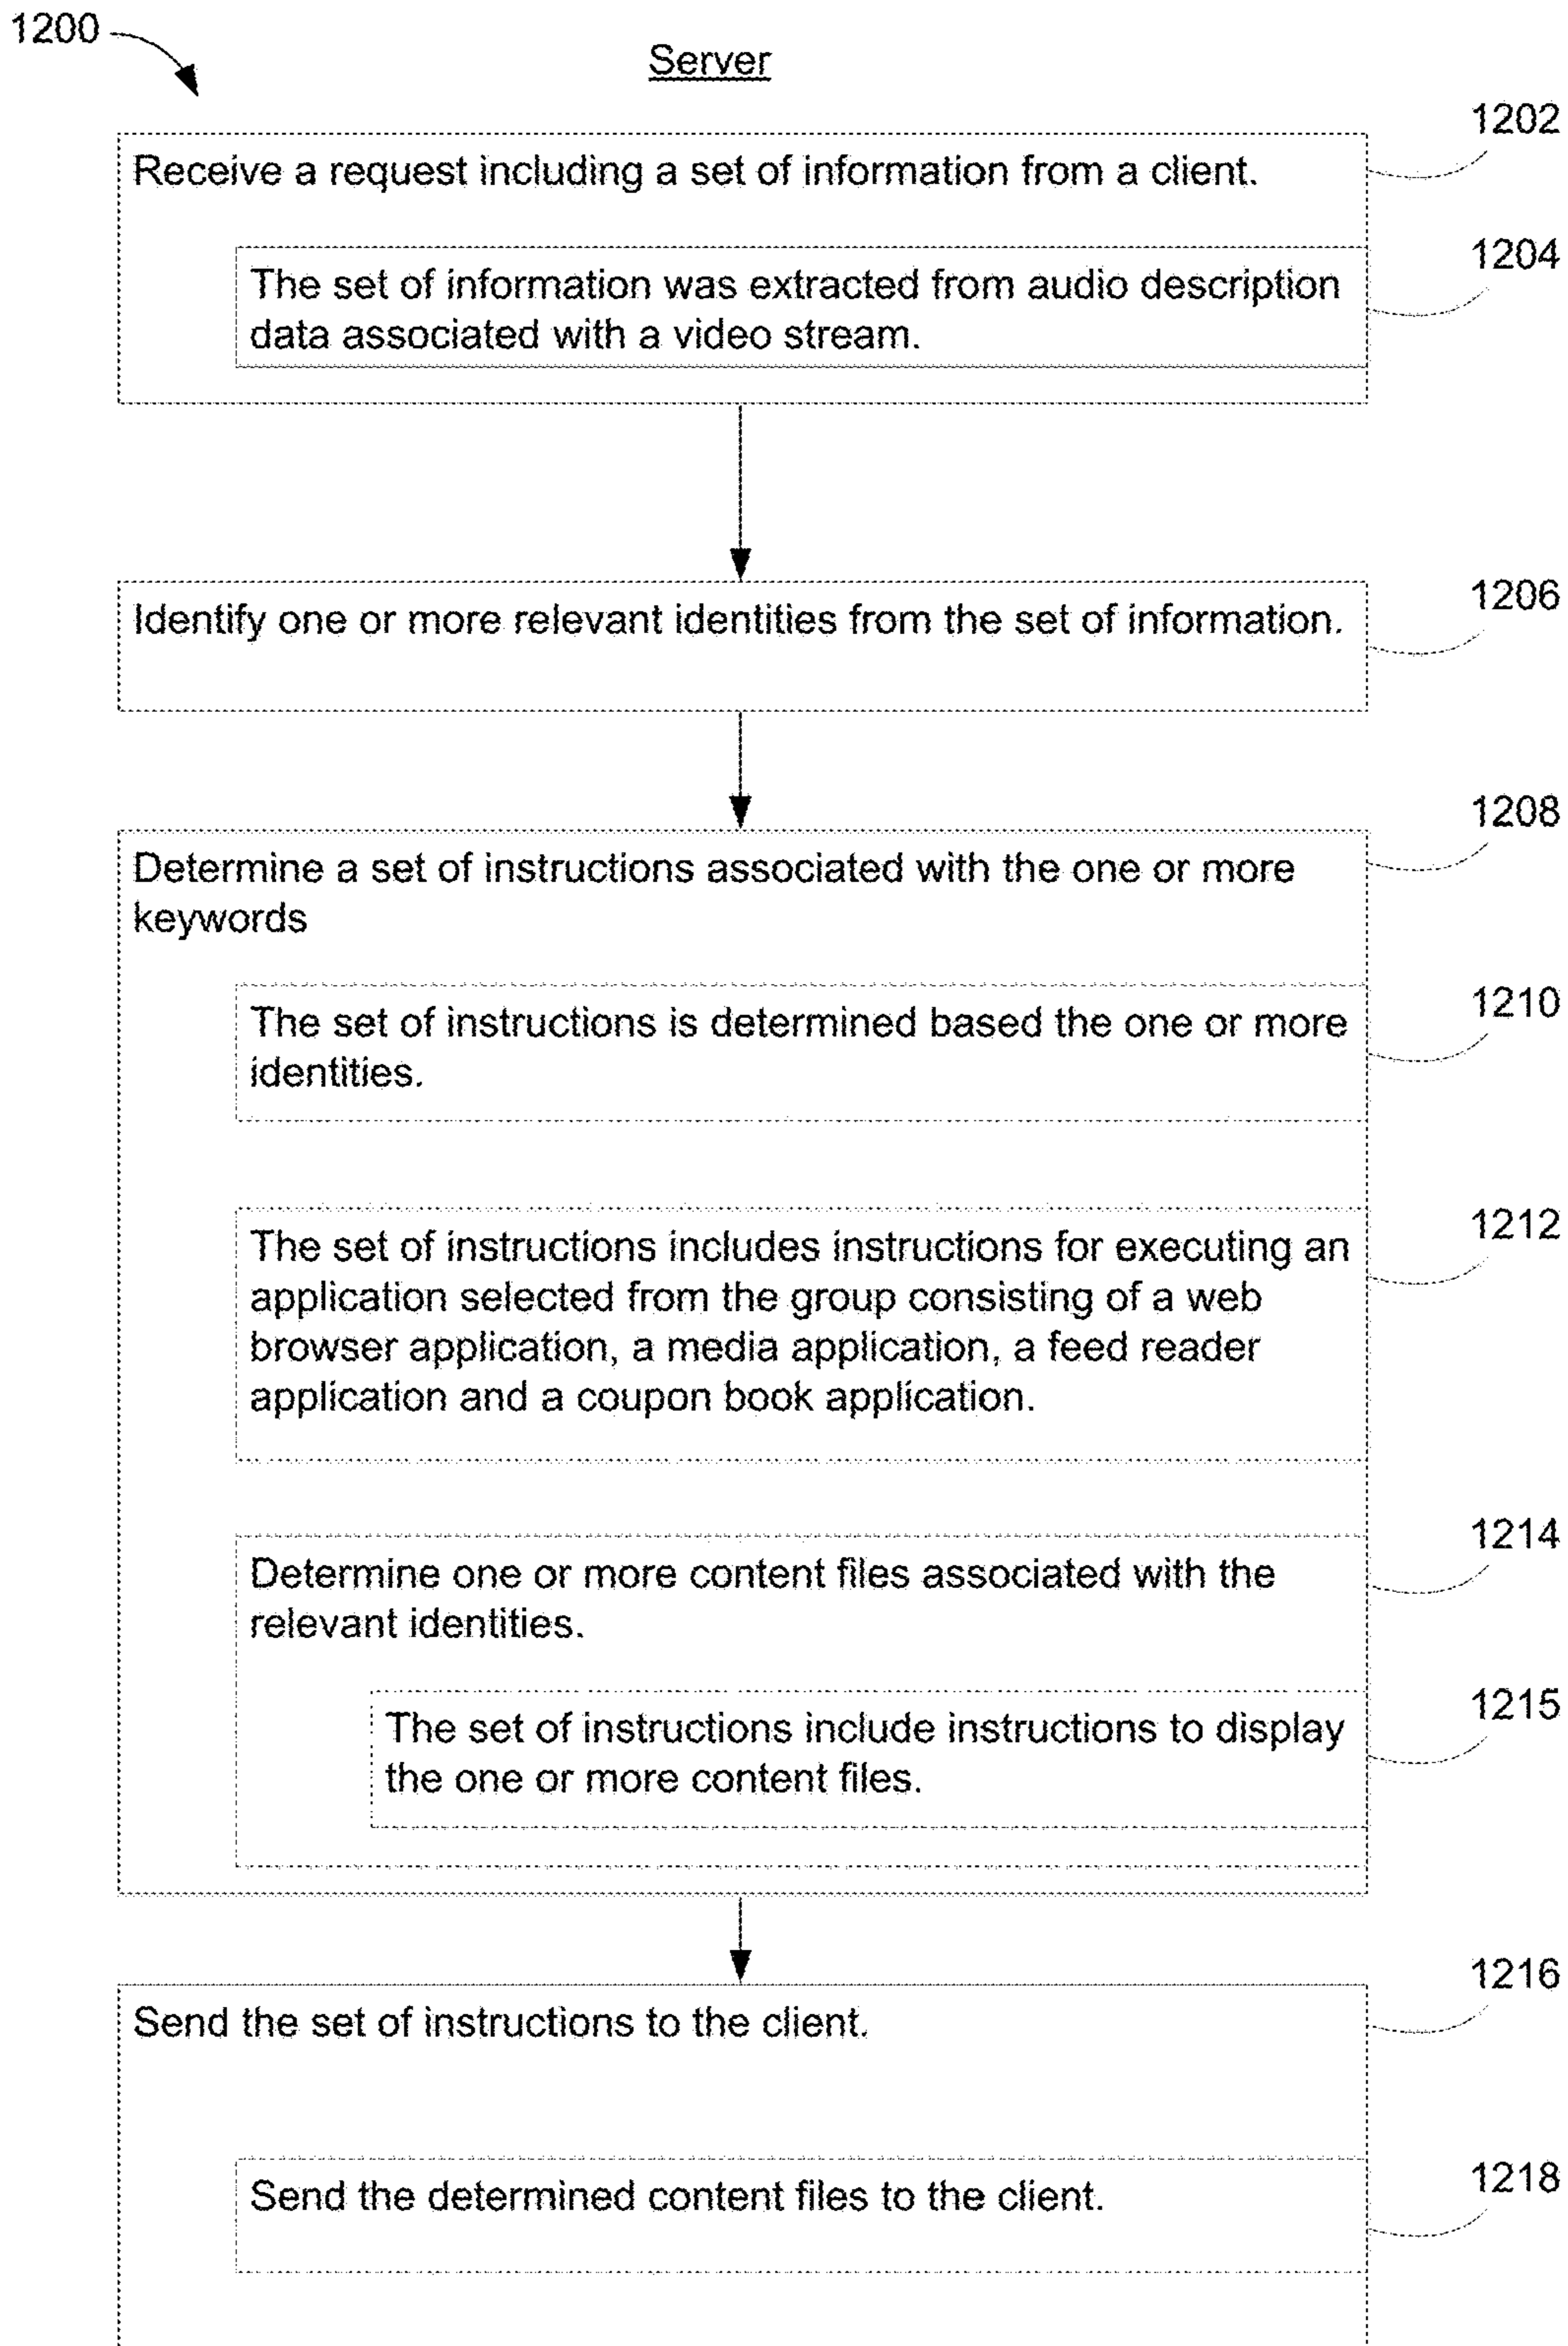 1200
Server
1202
Receive a request including a set of information from a client.
1204
The set of information was extracted from audio description
data associated with a video stream.
1206
Identify one or more relevant identities from the set of information.
1208
Determine a set of instructions associated with the one or more
keywords
1210
The set of instructions is determined based the one or more
identities.
1212
The set of instructions includes instructions for executing an
application selected from the group consisting of a web
browser application, a media application, a feed reader
application and a coupon book application.
1214
Determine one or more content files associated with the
relevant identities.
1215
The set of instructions include instructions to display
the one or more content files.
1216
Send the set of instructions to the client.
1218
Send the determined content files to the client.